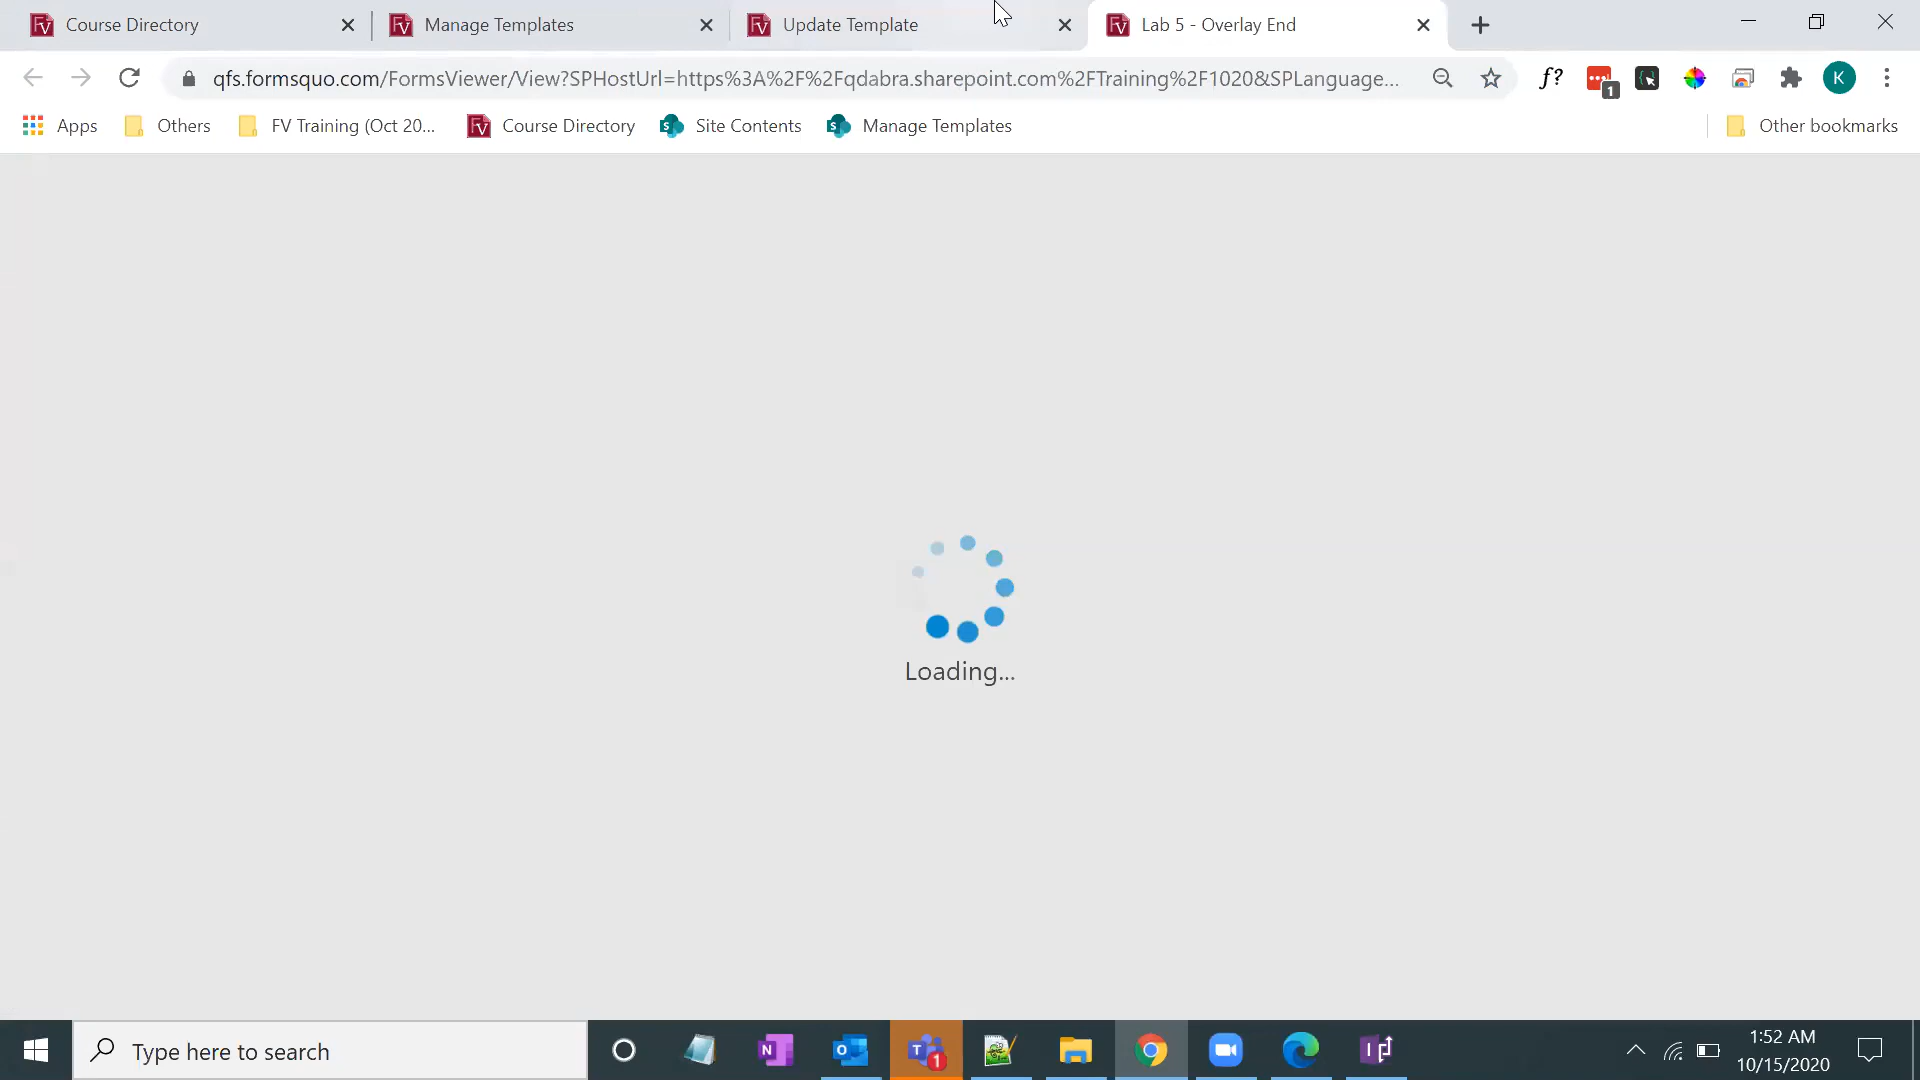 Course Directory
Manage Templates
Update Template
Lab 5 - Overlay End
qfs.formsquo.com/FormsViewer/View?SPHostUrl=https%3A%2F%2Fqdabra.sharepoint.com%2FTraining%2F1020&SPLanguage...
f?
1
K
Apps
Others
FV Training (Oct 20...
Course Directory
Site Contents
Manage Templates
Other bookmarks
Loading...
Type here to search
1
1:52 AM
10/15/2020